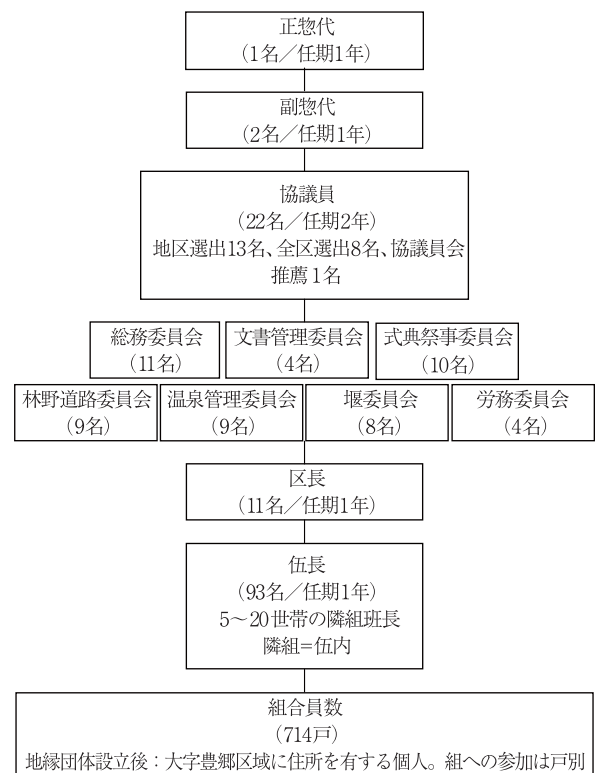 正惣代
（1名／任期1年）
副惣代
（2名／任期1年）
協議員
（22名／任期2年）
地区選出13名、全区選出8名、協議員会
推薦1名
総務委員会
（11名）
文書管理委員会
（4名）
式典祭事委員会
（10名）
林野道路委員会
（9名）
温泉管理委員会
（9名）
堰委員会
（8名）
労務委員会
（4名）
区長
（11名／任期1年）
伍長
（93名／任期1年）
5～20世帯の隣組班長
隣組=伍内
組合員数
（714戸）
地縁団体設立後：大字豊郷区域に住所を有する個人。組への参加は戸別